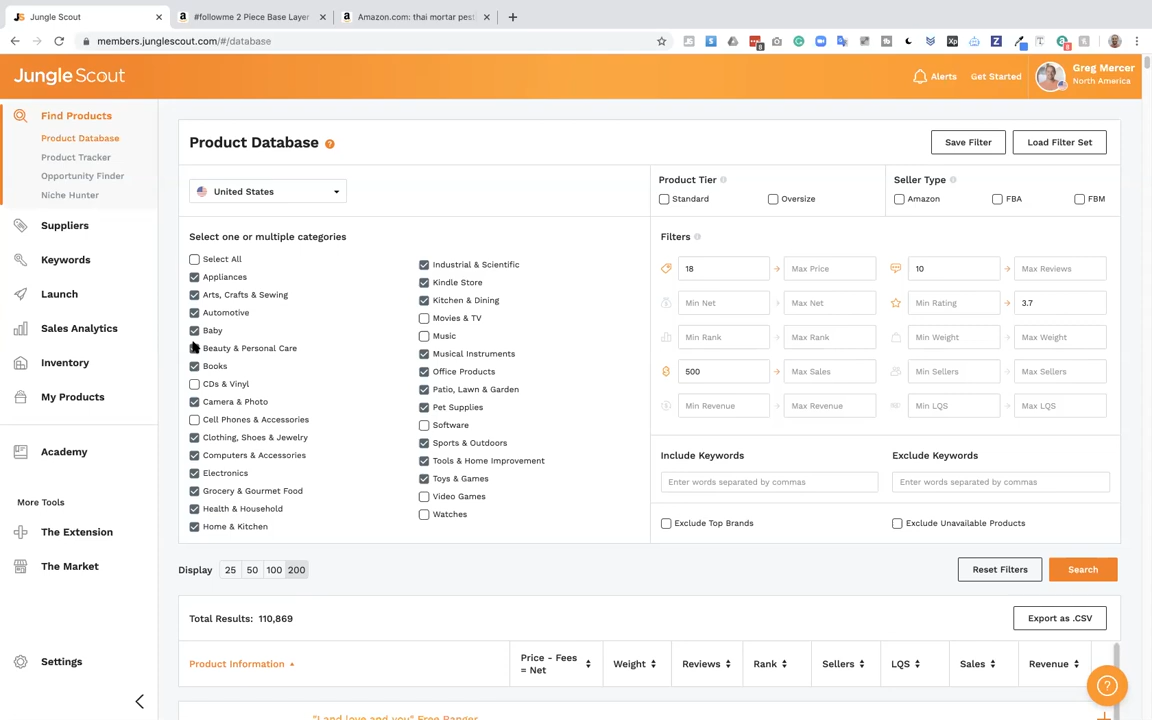 Jungle Scout
#followme 2 Piece Base Layer
Amazon.com: thai mortar pest
members.junglescout.com/#/database
Jungle Scout
Alerts
Get Started
Greg Mercer
North America
Find Products
Product Database
Product Tracker
Opportunity Finder
Niche Hunter
Suppliers
Keywords
Launch
Sales Analytics
Inventory
My Products
Academy
More Tools
The Extension
The Market
Settings
Product Database
Save Filter
Load Filter Set
United States
Product Tier
Standard
Oversize
Seller Type
Amazon
FBA
FBM
Select one or multiple categories
Select All
Appliances
Arts, Crafts & Sewing
Automotive
Baby
Beauty & Personal Care
Books
CDs & Vinyl
Camera & Photo
Cell Phones & Accessories
Clothing, Shoes & Jewelry
Computers & Accessories
Electronics
Grocery & Gourmet Food
Health & Household
Home & Kitchen
Industrial & Scientific
Kindle Store
Kitchen & Dining
Movies & TV
Music
Musical Instruments
Office Products
Patio, Lawn & Garden
Pet Supplies
Software
Sports & Outdoors
Tools & Home Improvement
Toys & Games
Video Games
Watches
Filters
18
Max Price
10
Max Reviews
Min Net
Max Net
Min Rating
3.7
Min Rank
Max Rank
Min Weight
Max Weight
500
Max Sales
Min Sellers
Max Sellers
Min Revenue
Max Revenue
Min LQS
Max LQS
Include Keywords
Enter words separated by commas
Exclude Keywords
Enter words separated by commas
Exclude Top Brands
Exclude Unavailable Products
Display
25
50
100
200
Reset Filters
Search
Total Results: 110,869
Export as .CSV
Product Information
Price - Fees
= Net
Weight
Reviews
Rank
Sellers
LQS
Sales
Revenue
"Land love and you" Free Ranger